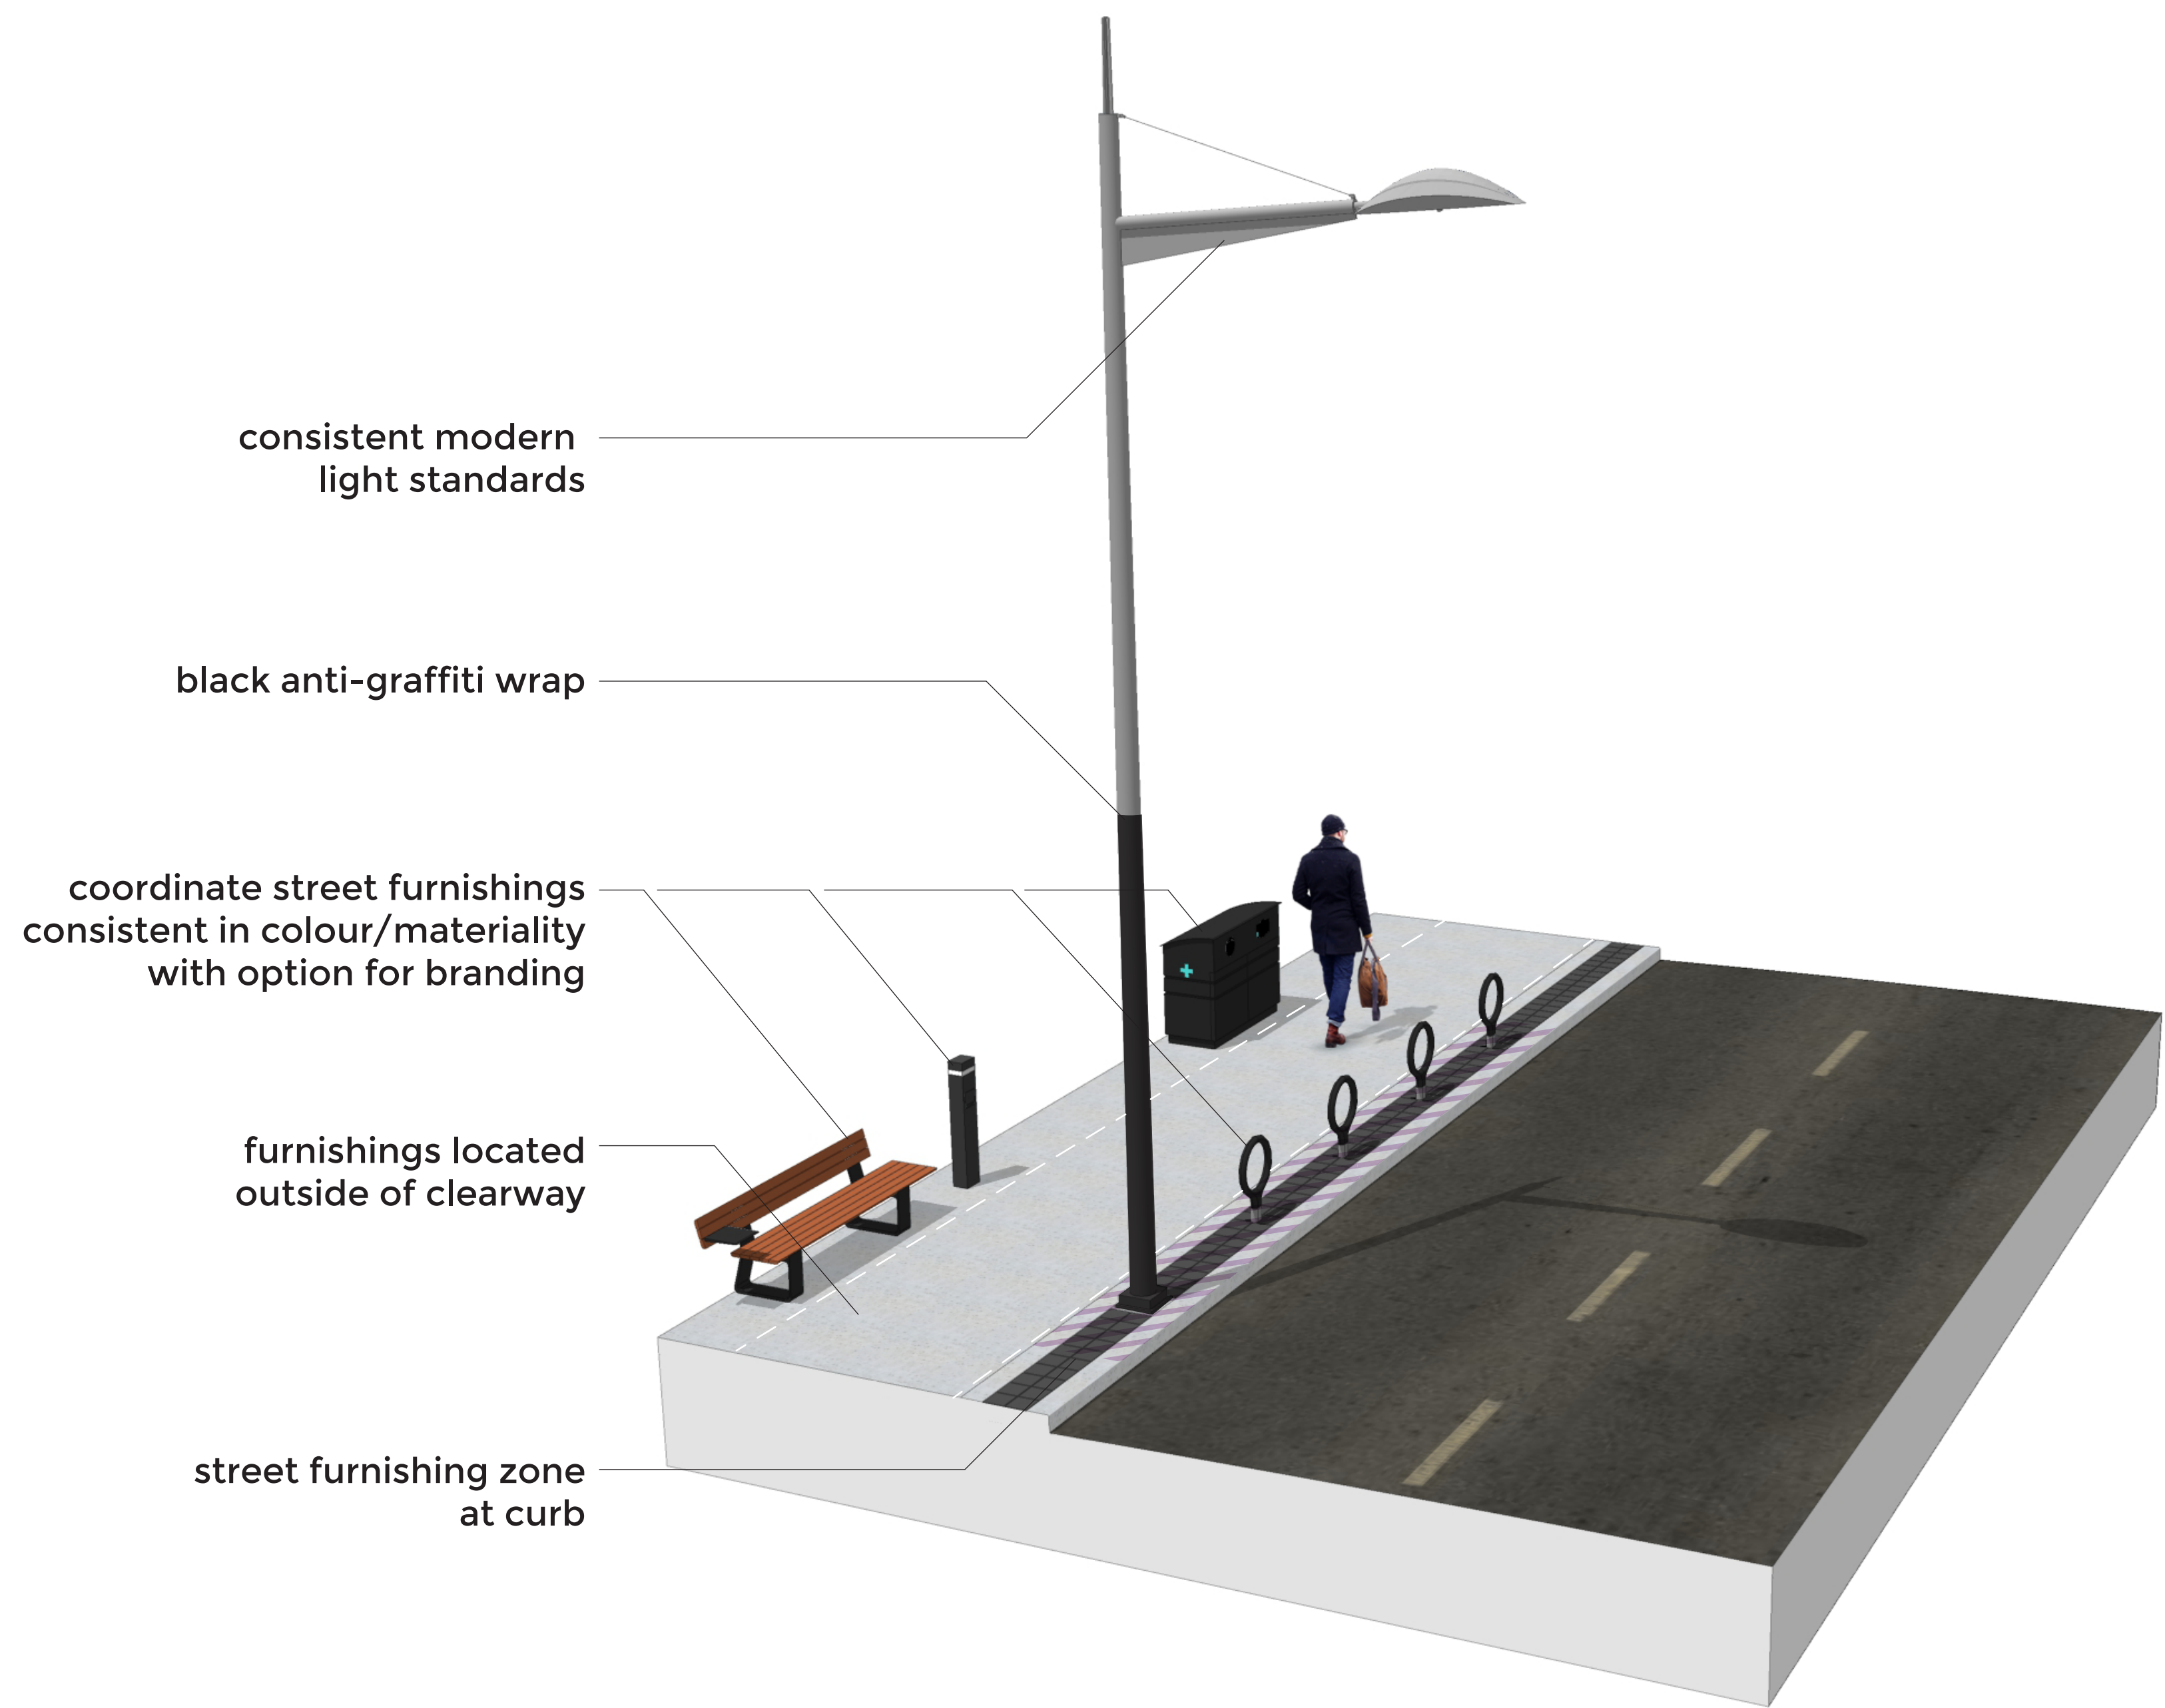 consistent modern
light standards
black anti-graffiti wrap
coordinate street furnishings
consistent in colour/materiality
with option for branding
furnishings located
outside of clearway
street furnishing zone
at curb